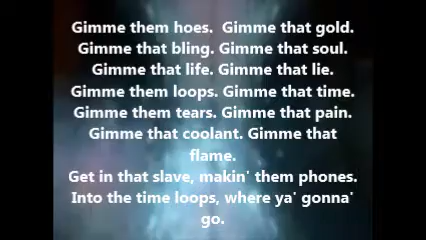 Gimme them hoes.  Gimme that gold.
Gimme that bling. Gimme that soul.
Gimme that life. Gimme that lie.
Gimme them loops. Gimme that time.
Gimme them tears. Gimme that pain.
Gimme that coolant. Gimme that
flame.
Get in that slave, makin' them phones.
Into the time loops, where ya' gonna'
go.